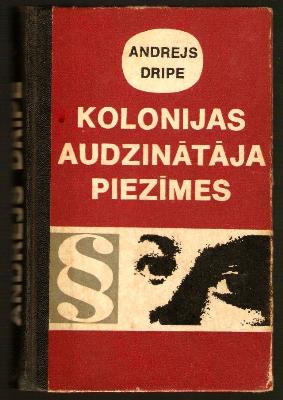 ANDREJS
DRIPE
KOLONIJAS
AUDZINĀTĀJA
PIEZĪMES
§
ANDREJS DRIPE